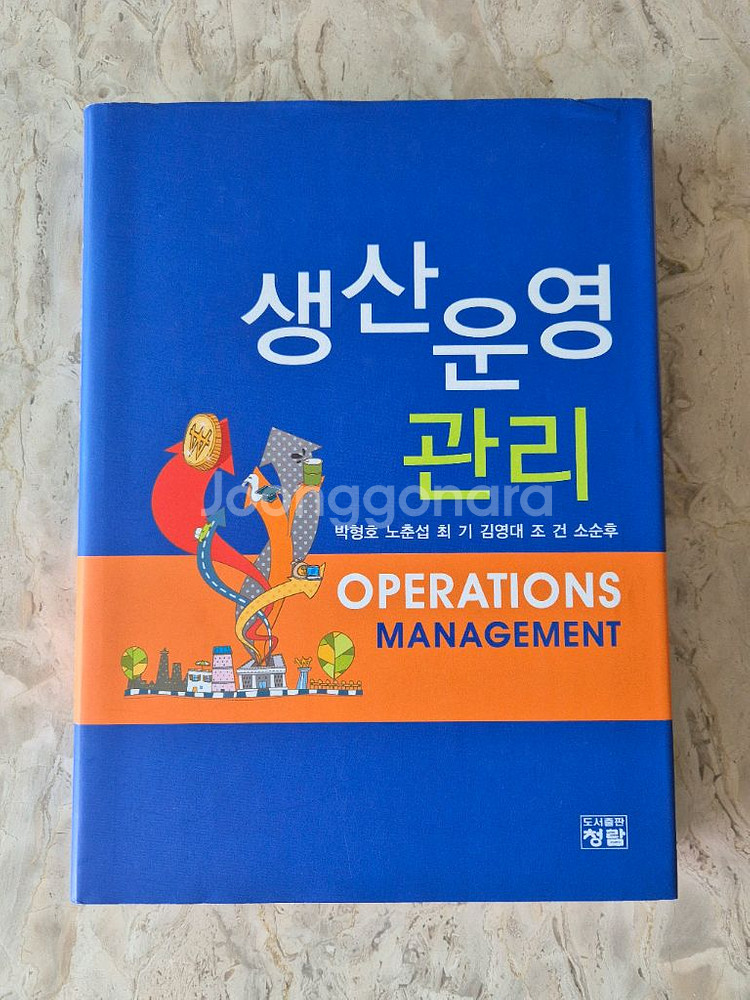 생산운영
관리
Joonggonara
박형호 노춘섭 최 기 김영대 조 건 소순후
OPERATIONS
MANAGEMENT
도서출판
청람